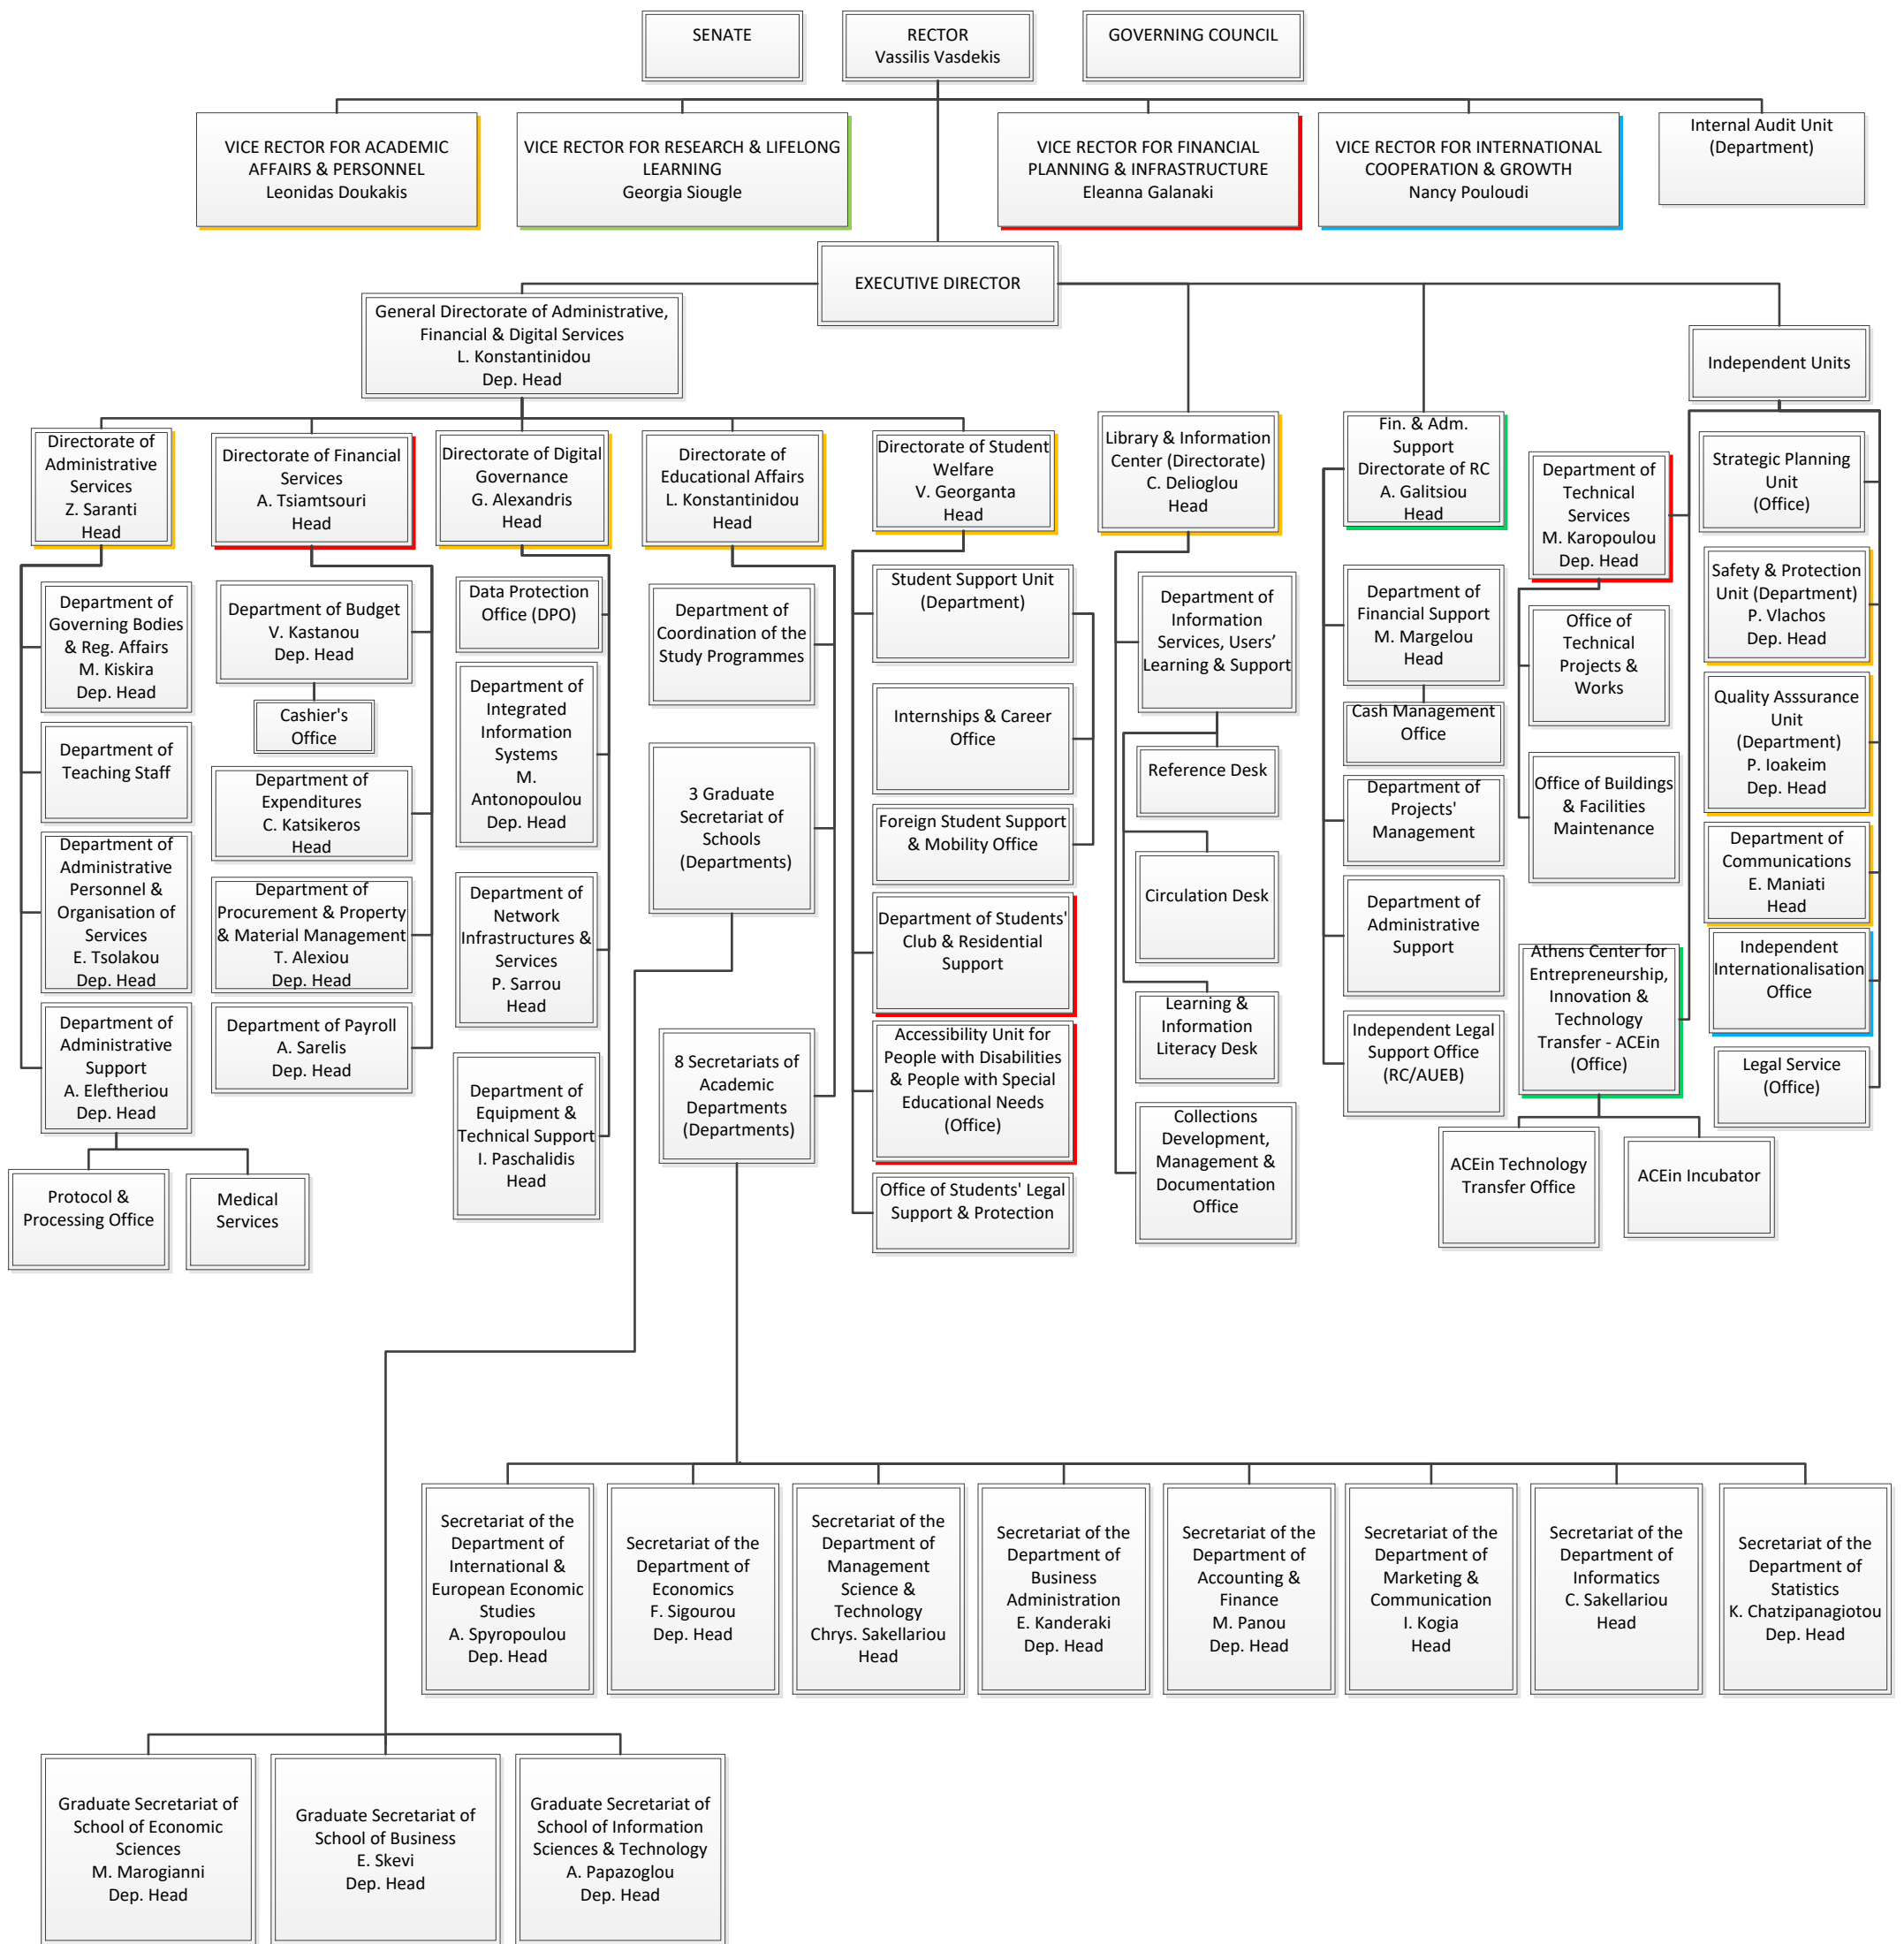 SENATE
RECTOR
Vassilis Vasdekis
GOVERNING COUNCIL
VICE RECTOR FOR ACADEMIC
AFFAIRS & PERSONNEL
Leonidas Doukakis
VICE RECTOR FOR RESEARCH & LIFELONG
LEARNING
Georgia Siougle
VICE RECTOR FOR FINANCIAL
PLANNING & INFRASTRUCTURE
Eleanna Galanaki
VICE RECTOR FOR INTERNATIONAL
COOPERATION & GROWTH
Nancy Pouloudi
Internal Audit Unit
(Department)
EXECUTIVE DIRECTOR
General Directorate of Administrative,
Financial & Digital Services
L. Konstantinidou
Dep. Head
Independent Units
Directorate of
Administrative
Services
Z. Saranti
Head
Directorate of Financial
Services
A. Tsiamtsouri
Head
Directorate of Digital
Governance
G. Alexandris
Head
Directorate of
Educational Affairs
L. Konstantinidou
Head
Directorate of Student
Welfare
V. Georganta
Head
Library & Information
Center (Directorate)
C. Delioglou
Head
Fin. & Adm.
Support
Directorate of RC
A. Galitsiou
Head
Department of
Technical
Services
M. Karopoulou
Dep. Head
Strategic Planning
Unit
(Office)
Department of
Governing Bodies
& Reg. Affairs
M. Kiskira
Dep. Head
Department of
Teaching Staff
Department of
Administrative
Personnel &
Organisation of
Services
E. Tsolakou
Dep. Head
Department of
Administrative
Support
A. Eleftheriou
Dep. Head
Protocol &
Processing Office
Medical
Services
Department of Budget
V. Kastanou
Dep. Head
Cashier's
Office
Department of
Expenditures
C. Katsikeros
Head
Department of
Procurement & Property
& Material Management
T. Alexiou
Dep. Head
Department of Payroll
A. Sarelis
Dep. Head
Data Protection
Office (DPO)
Department of
Integrated
Information
Systems
M.
Antonopoulou
Dep. Head
Department of
Network
Infrastructures &
Services
P. Sarrou
Head
Department of
Equipment &
Technical Support
I. Paschalidis
Head
Department of
Coordination of the
Study Programmes
3 Graduate
Secretariat of
Schools
(Departments)
8 Secretariats of
Academic
Departments
(Departments)
Student Support Unit
(Department)
Internships & Career
Office
Foreign Student Support
& Mobility Office
Department of Students'
Club & Residential
Support
Accessibility Unit for
People with Disabilities
& People with Special
Educational Needs
(Office)
Office of Students' Legal
Support & Protection
Department of
Information
Services, Users’
Learning & Support
Reference Desk
Circulation Desk
Learning &
Information
Literacy Desk
Collections
Development,
Management &
Documentation
Office
Department of
Financial Support
M. Margelou
Head
Cash Management
Office
Department of
Projects'
Management
Department of
Administrative
Support
Independent Legal
Support Office
(RC/AUEB)
Office of
Technical
Projects &
Works
Office of Buildings
& Facilities
Maintenance
Athens Center for
Entrepreneurship,
Innovation &
Technology
Transfer - ACEin
(Office)
ACEin Technology
Transfer Office
ACEin Incubator
Safety & Protection
Unit (Department)
P. Vlachos
Dep. Head
Quality Asssurance
Unit
(Department)
P. Ioakeim
Dep. Head
Department of
Communications
E. Maniati
Head
Independent
Internationalisation
Office
Legal Service
(Office)
Secretariat of the
Department of
International &
European Economic
Studies
A. Spyropoulou
Dep. Head
Secretariat of the
Department of
Economics
F. Sigourou
Dep. Head
Secretariat of the
Department of
Management
Science &
Technology
Chrys. Sakellariou
Head
Secretariat of the
Department of
Business
Administration
E. Kanderaki
Dep. Head
Secretariat of the
Department of
Accounting &
Finance
M. Panou
Dep. Head
Secretariat of the
Department of
Marketing &
Communication
I. Kogia
Head
Secretariat of the
Department of
Informatics
C. Sakellariou
Head
Secretariat of the
Department of
Statistics
K. Chatzipanagiotou
Dep. Head
Graduate Secretariat of
School of Economic
Sciences
M. Marogianni
Dep. Head
Graduate Secretariat of
School of Business
E. Skevi
Dep. Head
Graduate Secretariat of
School of Information
Sciences & Technology
A. Papazoglou
Dep. Head